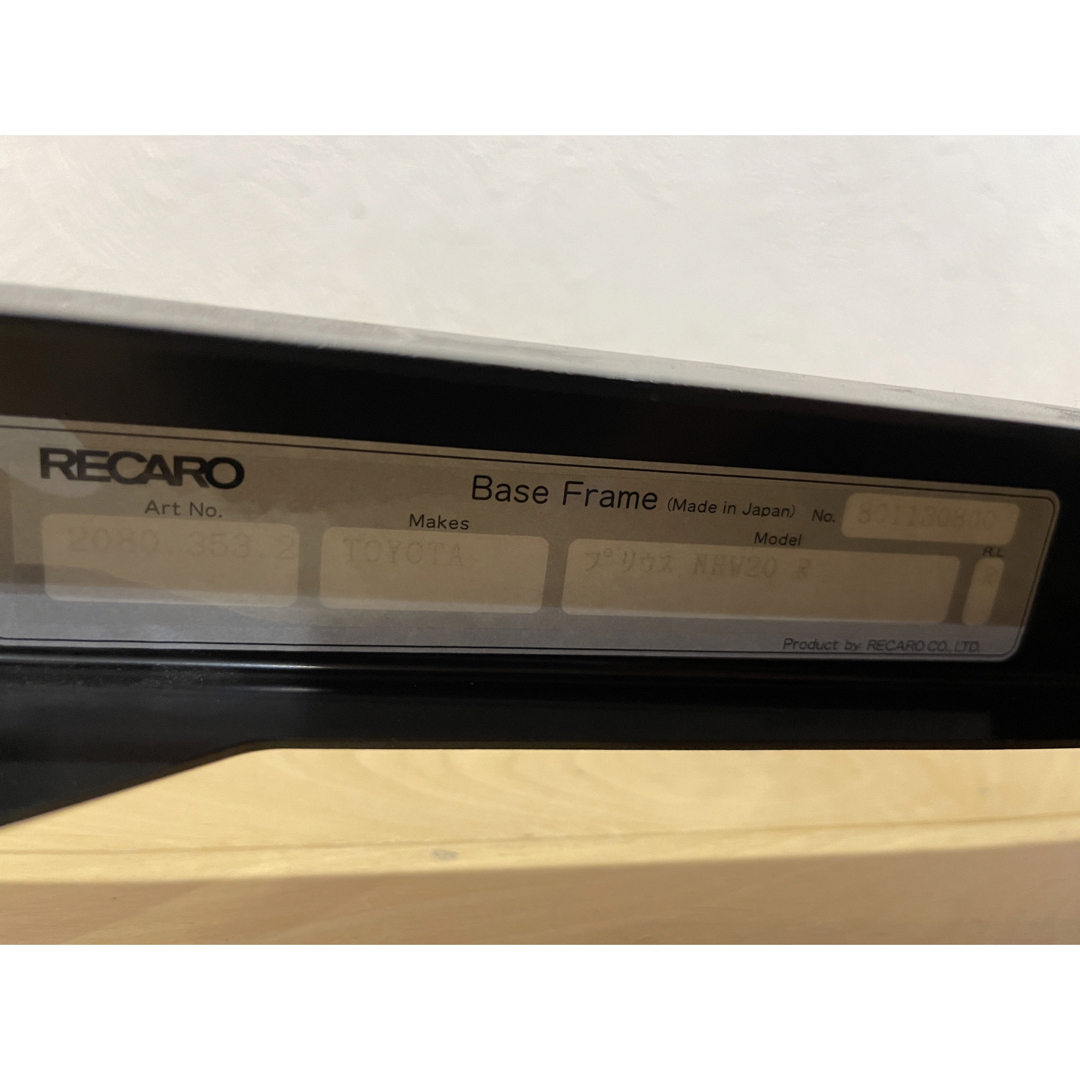 RECARO
Base Frame (Made in Japan) No.
Art No. Makes Model R.L
2080.353.2 TOYOTA プリウス NHW20 R R
Product by RECARO CO., LTD.